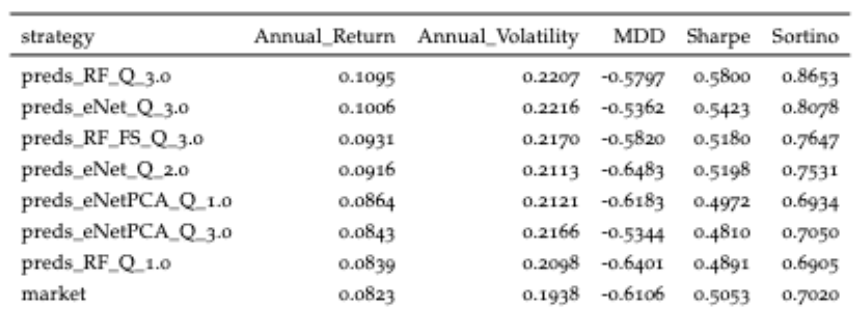 strategy Annual_Return Annual_Volatility MDD Sharpe Sortino
preds_RF_Q_3.0 0.1095 0.2207 -0.5797 0.5800 0.8653
preds_eNet_Q_3.0 0.1006 0.2216 -0.5362 0.5423 0.8078
preds_RF_FS_Q_3.0 0.0931 0.2170 -0.5820 0.5180 0.7647
preds_eNet_Q_2.0 0.0916 0.2113 -0.6483 0.5198 0.7531
preds_eNetPCA_Q_1.0 0.0864 0.2121 -0.6183 0.4972 0.6934
preds_eNetPCA_Q_3.0 0.0843 0.2166 -0.5344 0.4810 0.7050
preds_RF_Q_1.0 0.0839 0.2098 -0.6401 0.4891 0.6905
market 0.0823 0.1938 -0.6106 0.5053 0.7020